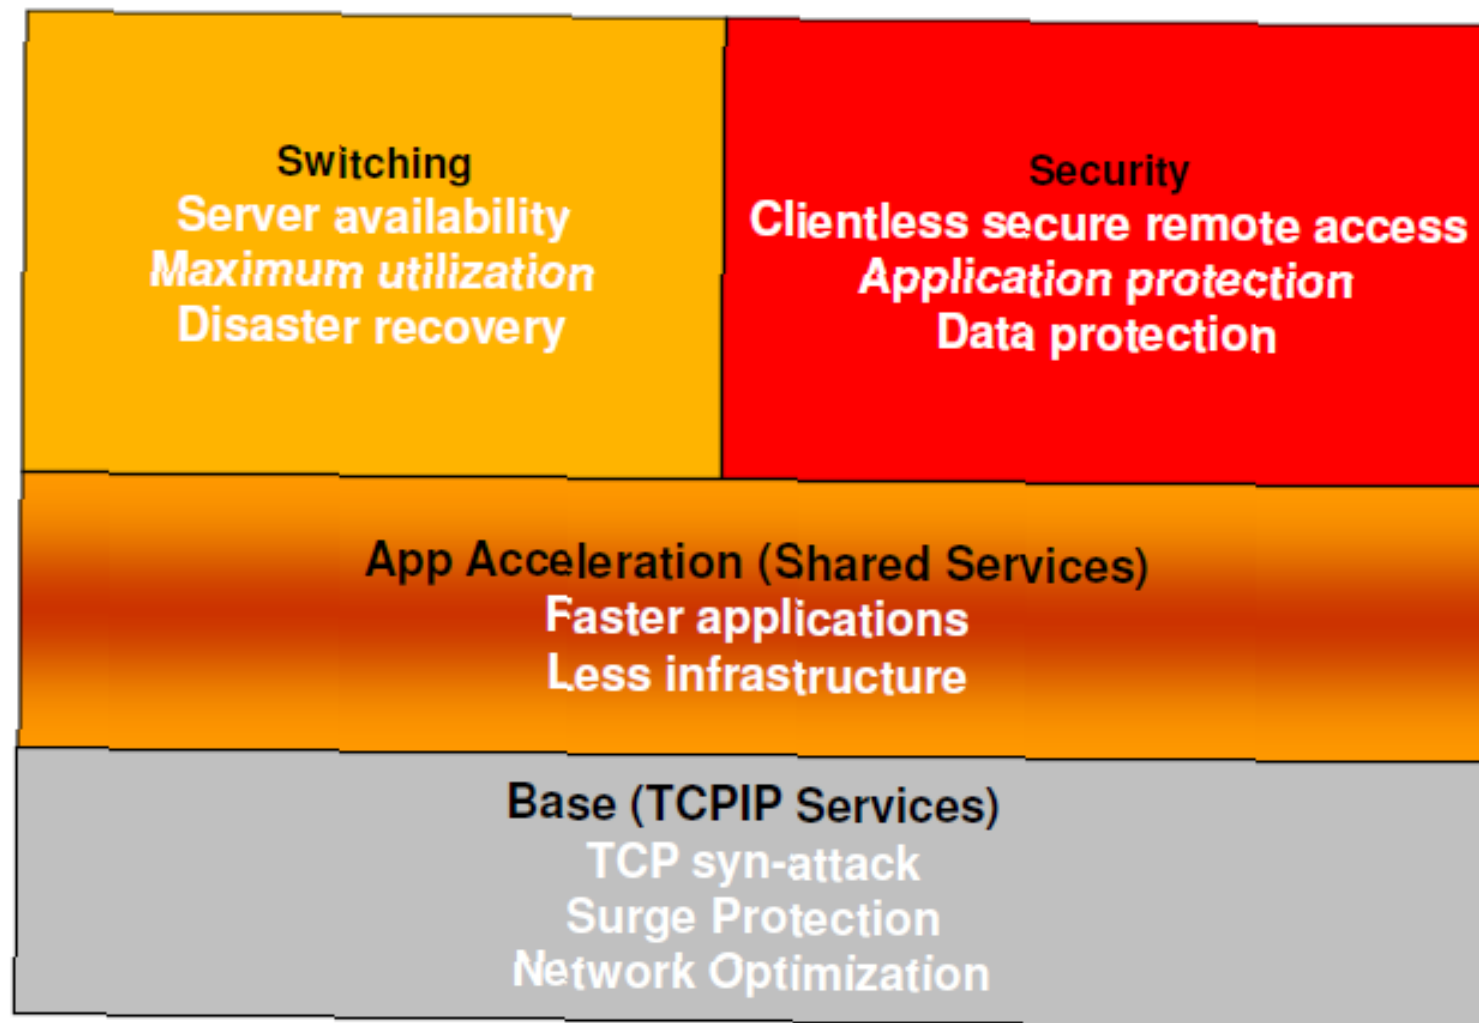 Switching
Server availability
Maximum utilization
Disaster recovery
Security
Clientless secure remote access
Application protection
Data protection
App Acceleration (Shared Services)
Faster applications
Less infrastructure
Base (TCPIP Services)
TCP syn-attack
Surge Protection
Network Optimization